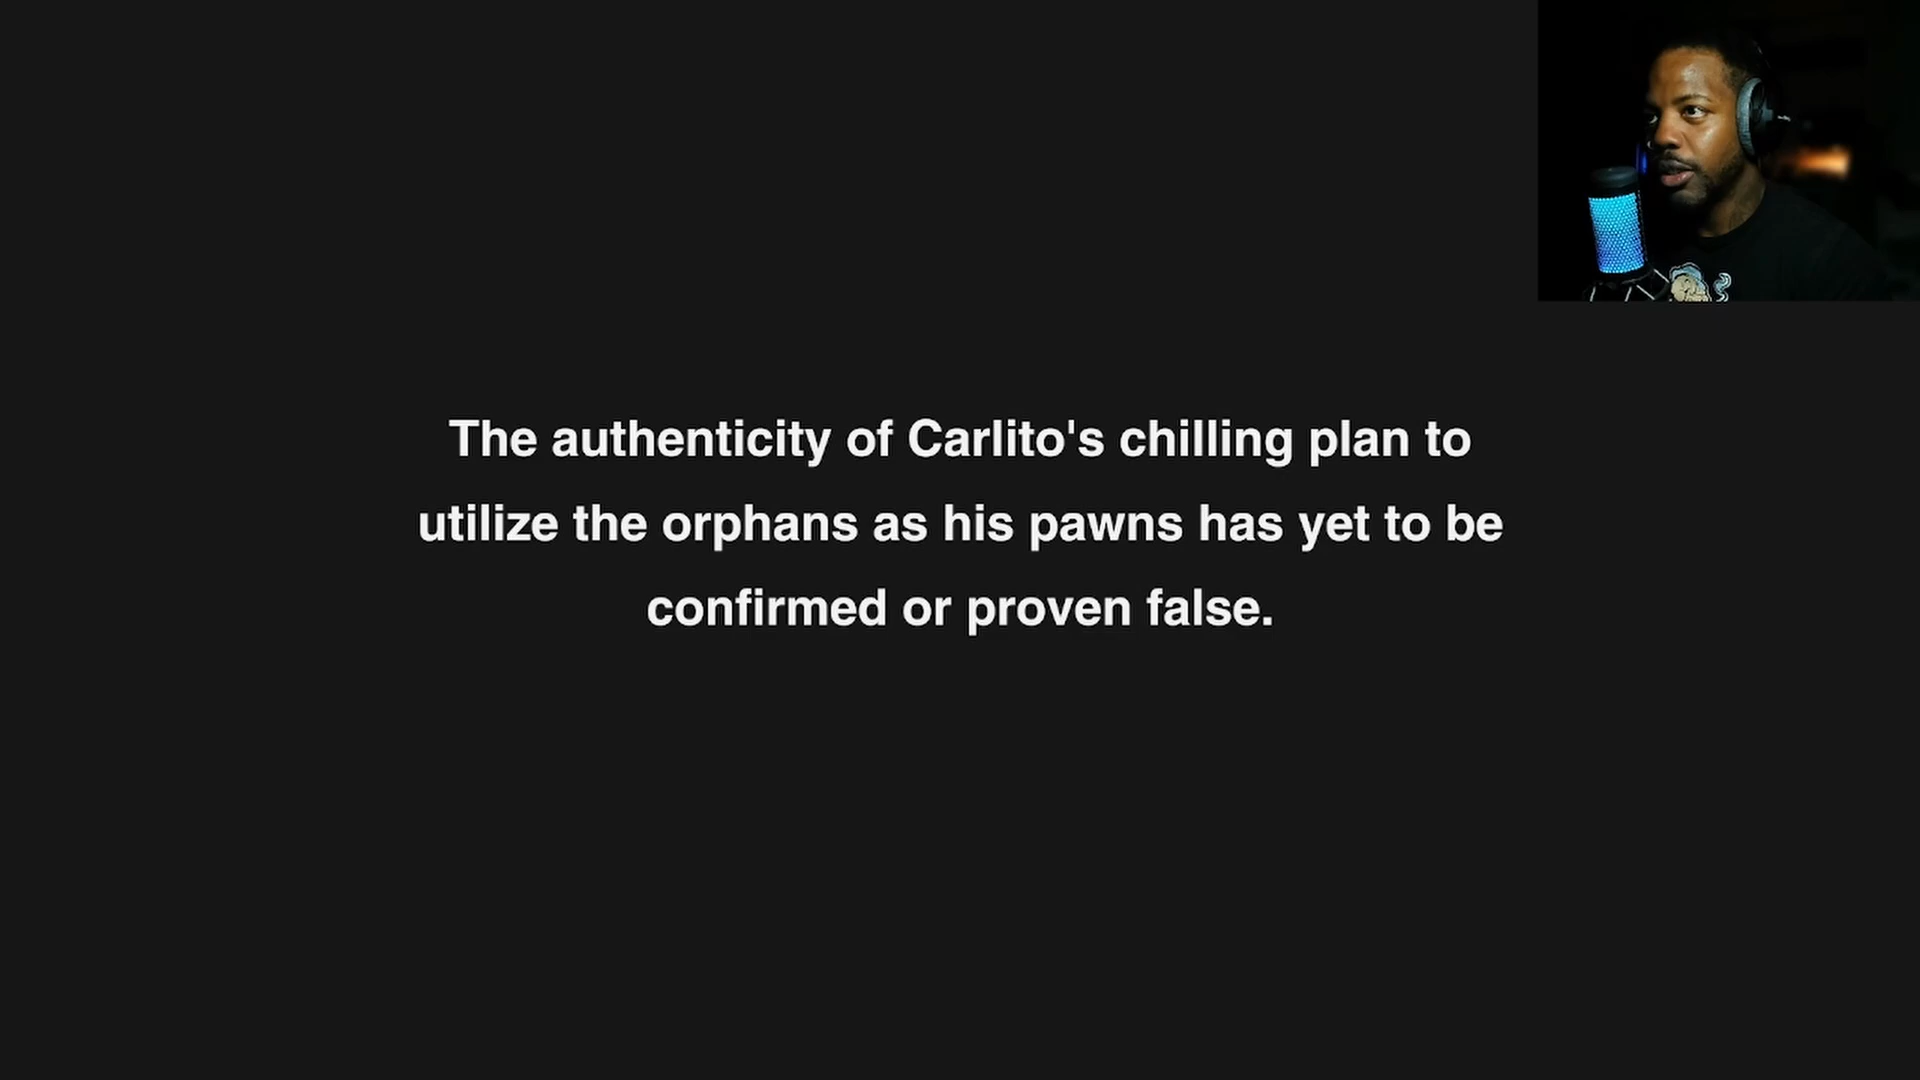 The authenticity of Carlito's chilling plan to
utilize the orphans as his pawns has yet to be
confirmed or proven false.